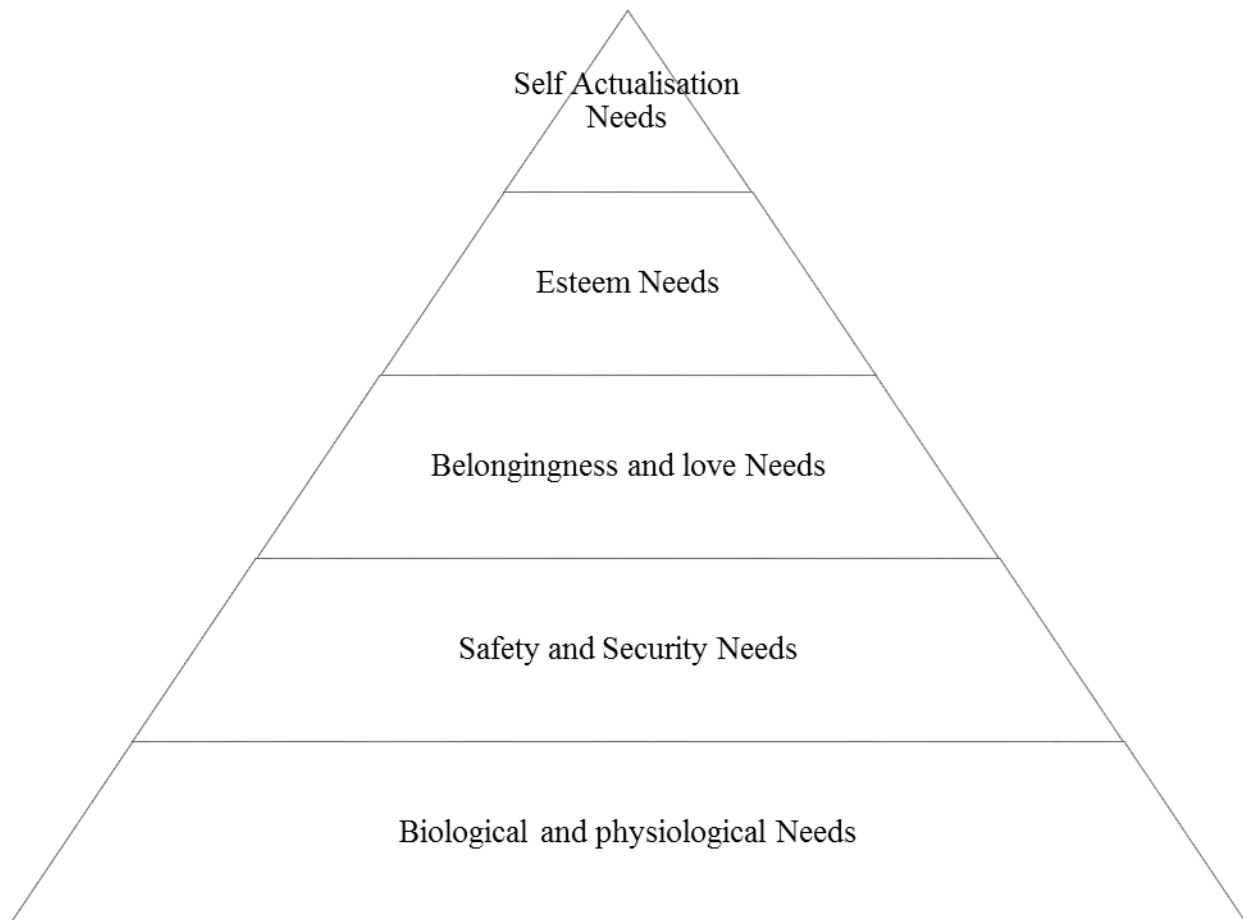 Self Actualisation
Needs
Esteem Needs
Belongingness and love Needs
Safety and Security Needs
Biological and physiological Needs